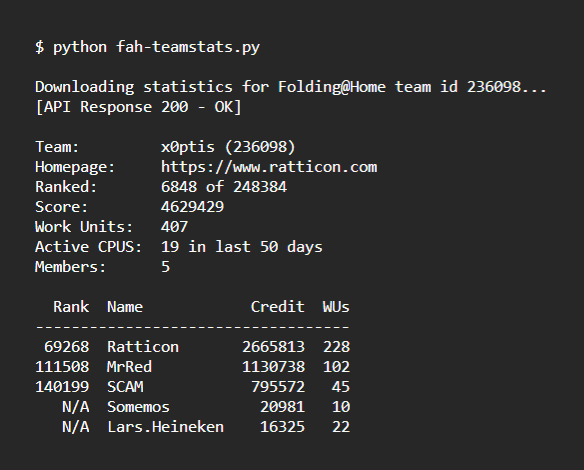 $ python fah-teamstats.py
Downloading statistics for Folding@Home team id 236098...
[API Response 200 - OK]
Team: x0ptis (236098)
Homepage: https://www.ratticon.com
Ranked: 6848 of 248384
Score: 4629429
Work Units: 407
Active CPUS: 19 in last 50 days
Members: 5
Rank Name Credit WUs
-----------------------------------
69268 Ratticon 2665813 228
111508 MrRed 1130738 102
140199 SCAM 795572 45
N/A Somemos 20981 10
N/A Lars.Heineken 16325 22